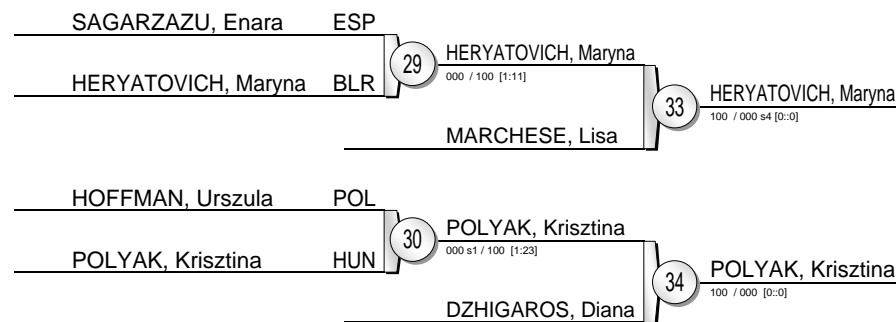 SAGARZAZU, Enara ESP
29
HERYATOVICH, Maryna
000 / 100 [1:11]
HERYATOVICH, Maryna BLR
33
HERYATOVICH, Maryna
100 / 000 s4 [0::0]
MARCHESE, Lisa
HOFFMAN, Urszula POL
30
POLYAK, Krisztina
000 s1 / 100 [1:23]
POLYAK, Krisztina HUN
34
POLYAK, Krisztina
100 / 000 [0::0]
DZHIGAROS, Diana